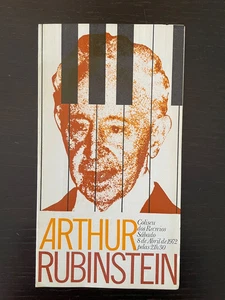 Coliseu
dos Recreios
Sábado
8 de Abril de 1972
pelas 21h30
ARTHUR
RUBINSTEIN